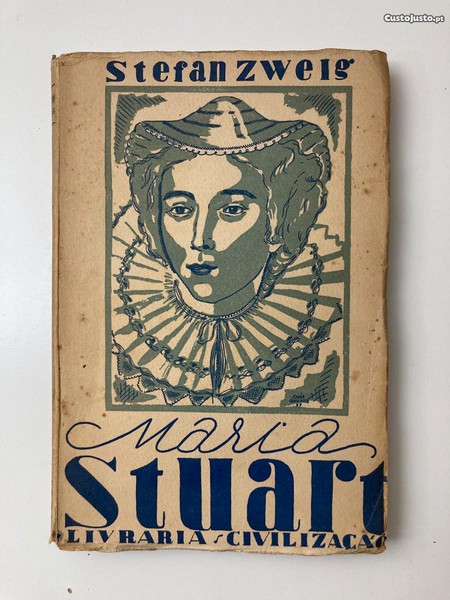 CustoJusto.pt
Stefan Zweig
Maria
Stuart
LIVRARIA CIVILIZAÇÃO